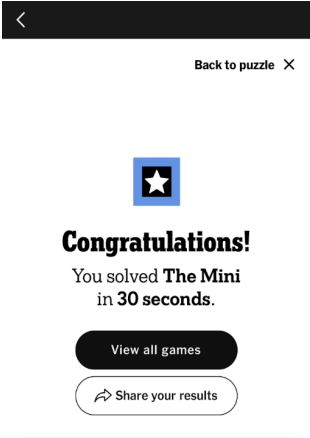 Back to puzzle
Congratulations!
You solved The Mini
in 30 seconds.
View all games
Share your results